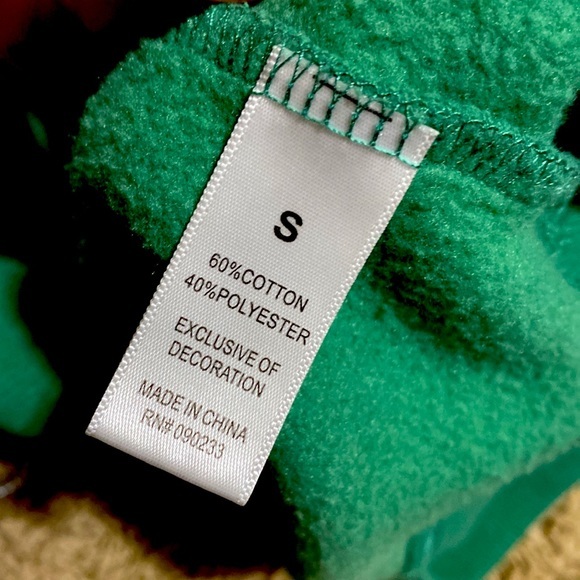 S
60%COTTON
40%POLYESTER
EXCLUSIVE OF
DECORATION
MADE IN CHINA
RN# 090233